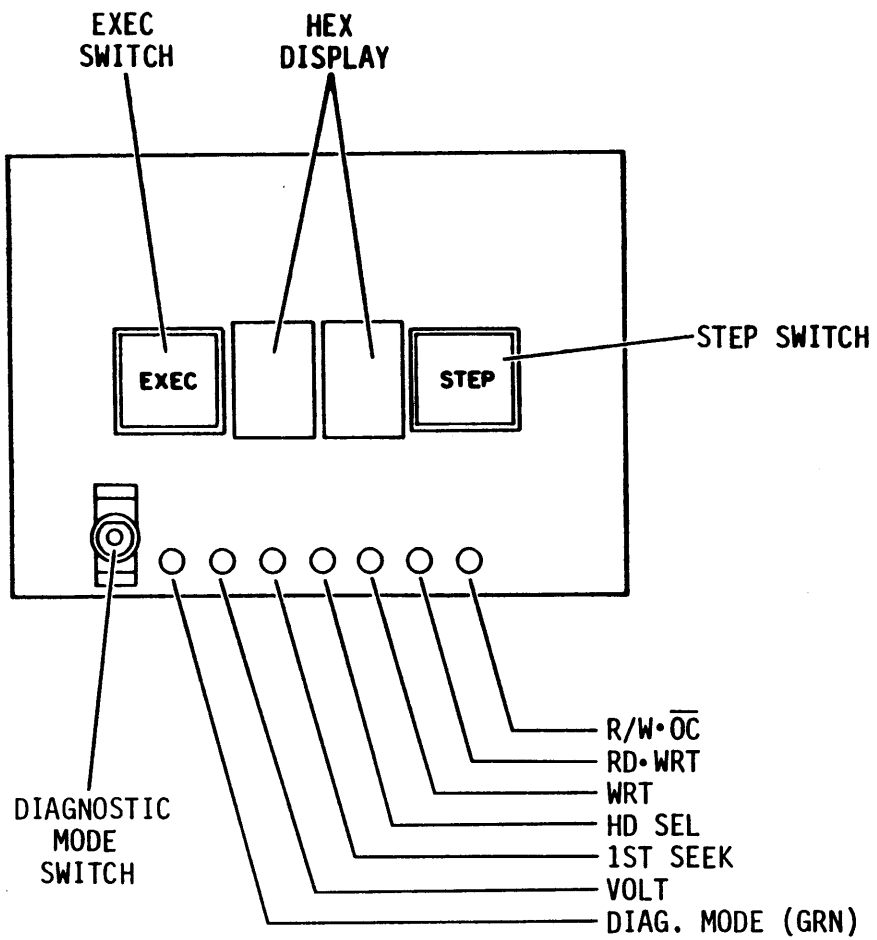 EXEC
SWITCH
HEX
DISPLAY
EXEC
STEP
STEP SWITCH
DIAGNOSTIC
MODE
SWITCH
R/W•O̅C̅
RD•WRT
WRT
HD SEL
1ST SEEK
VOLT
DIAG. MODE (GRN)